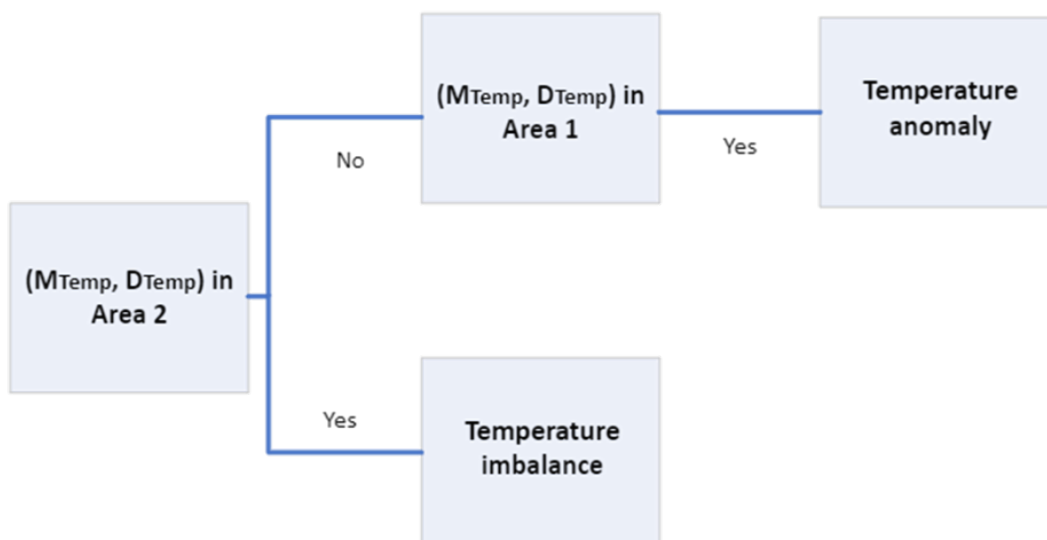 (MTemp, DTemp) in
Area 2
No
(MTemp, DTemp) in
Area 1
Yes
Temperature
anomaly
Yes
Temperature
imbalance